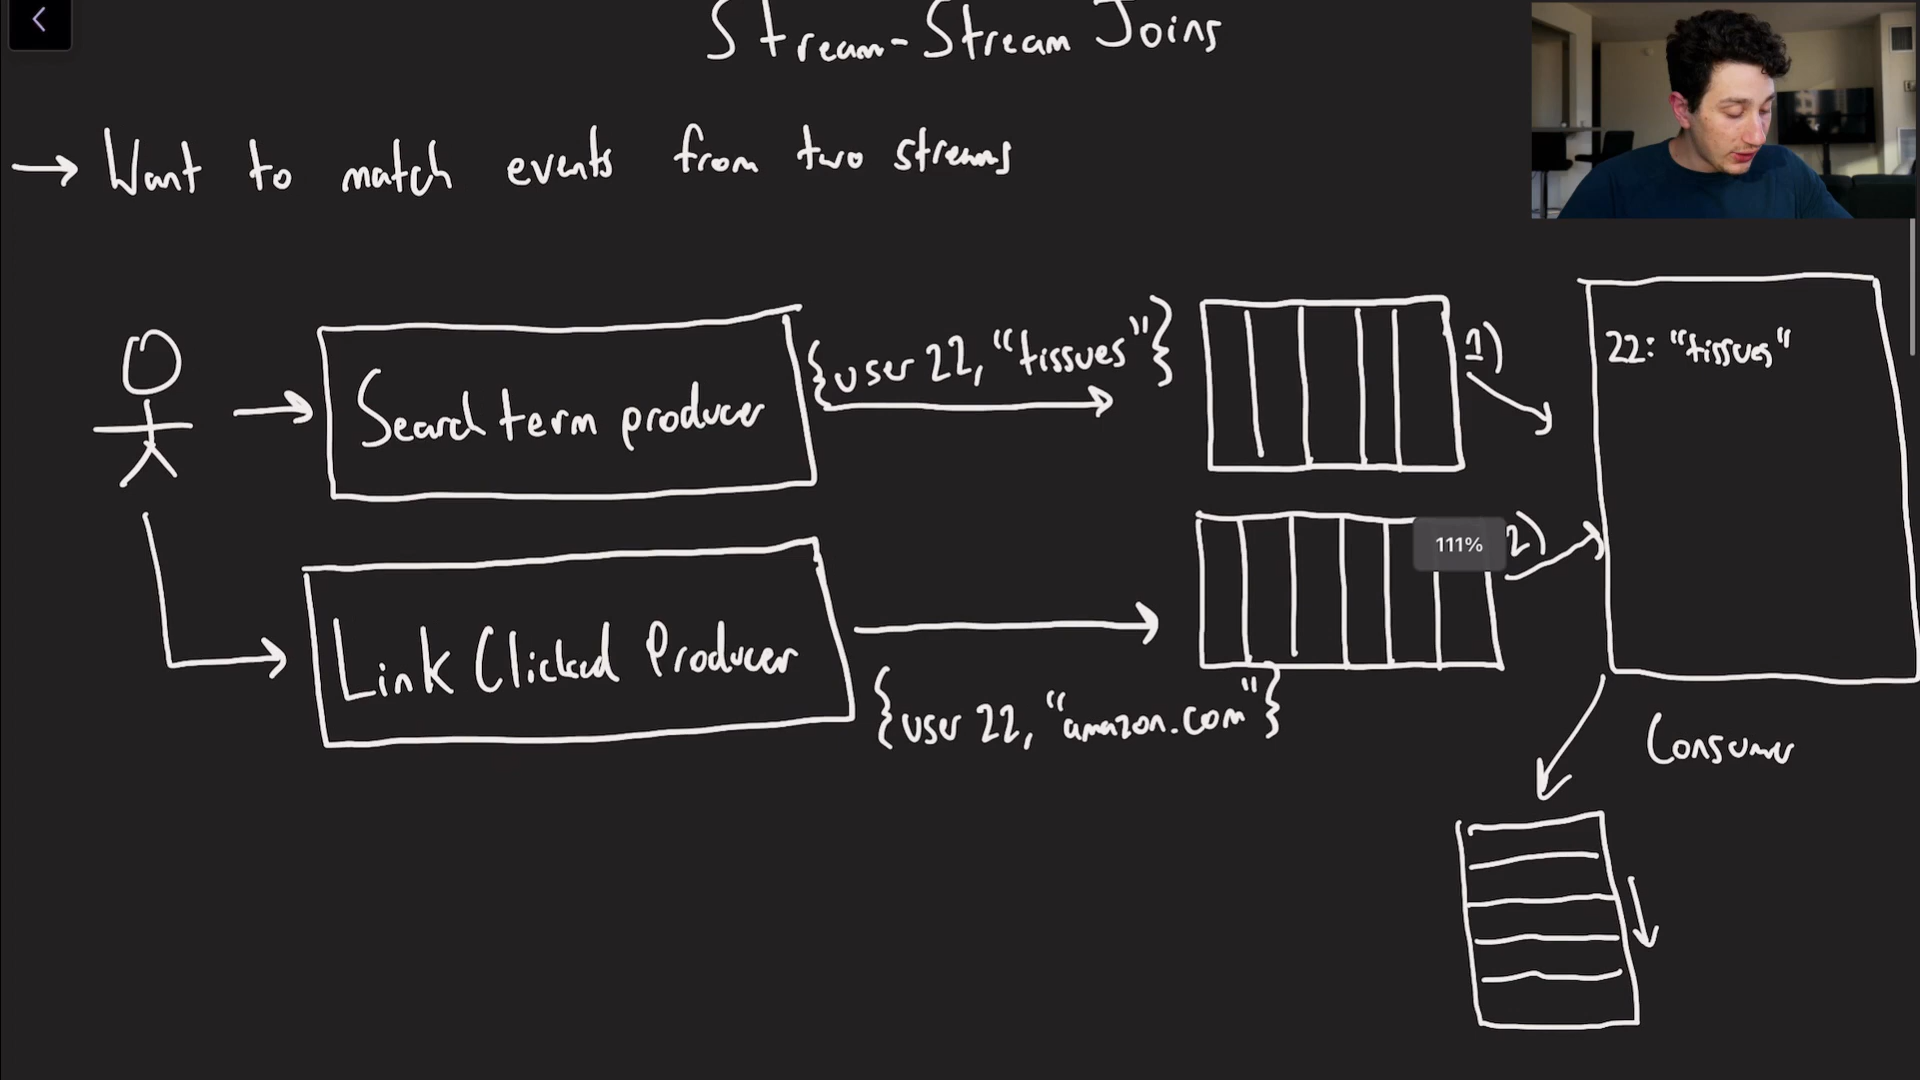 Stream-Stream Joins
→ Want to match events from two streams
{user 22, "tissues"}
1)
22: "tissues"
Search term producer
111%
2)
Link Clicked Producer
{user 22, "amazon.com"}
Consumer